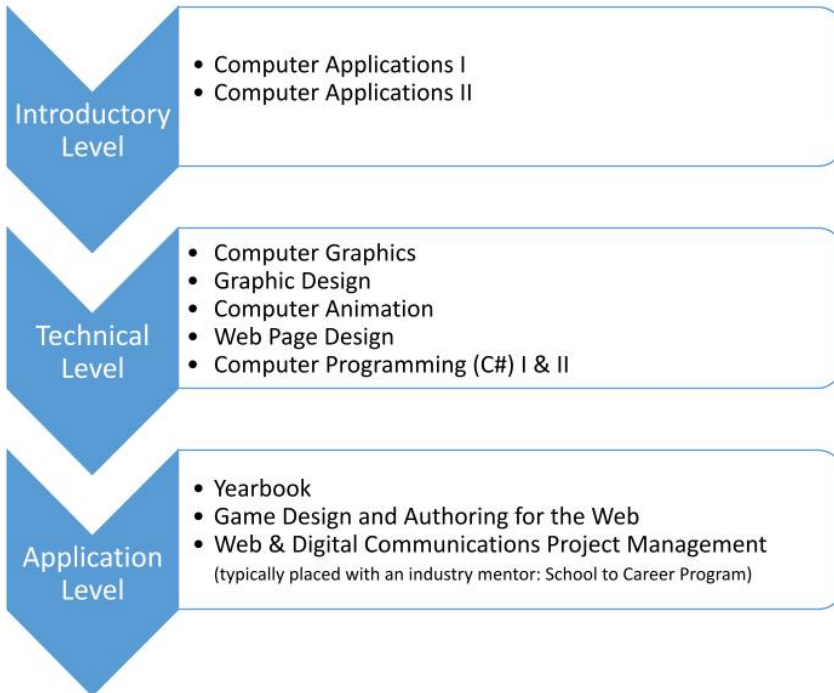 Introductory
Level
• Computer Applications I
• Computer Applications II
Technical
Level
• Computer Graphics
• Graphic Design
• Computer Animation
• Web Page Design
• Computer Programming (C#) I & II
Application
Level
• Yearbook
• Game Design and Authoring for the Web
• Web & Digital Communications Project Management
(typically placed with an industry mentor: School to Career Program)